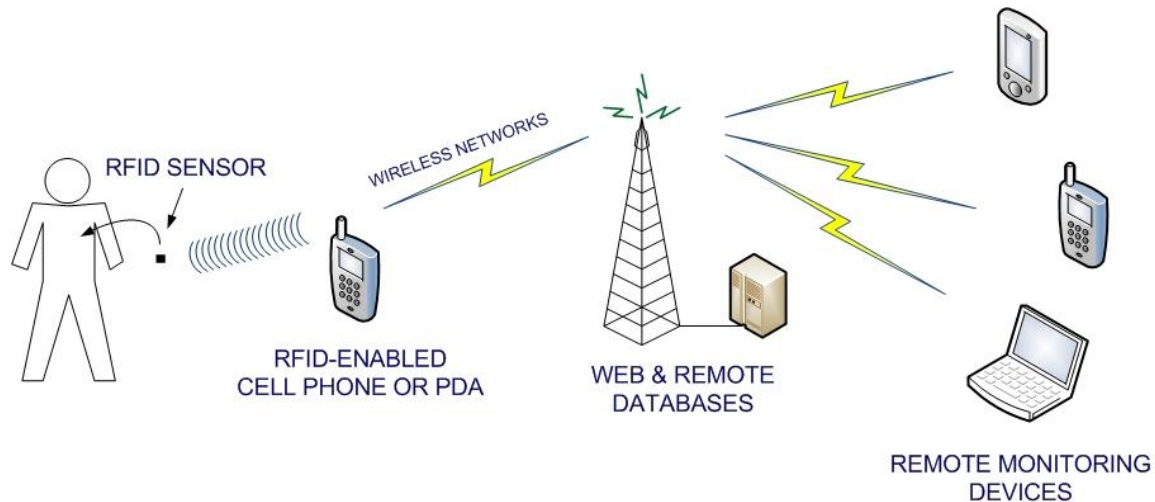 RFID SENSOR
WIRELESS NETWORKS
RFID-ENABLED
CELL PHONE OR PDA
WEB & REMOTE
DATABASES
REMOTE MONITORING
DEVICES